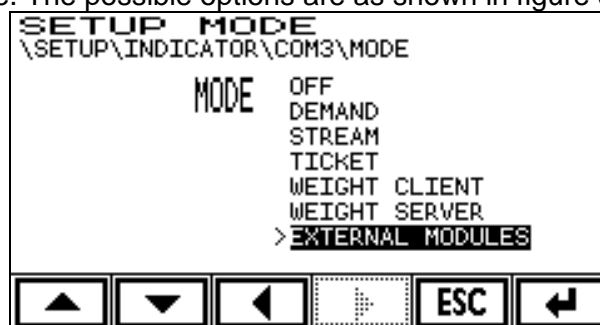 e. The possible options are as shown in figure
SETUP MODE
\SETUP\INDICATOR\COM3\MODE
MODE
OFF
DEMAND
STREAM
TICKET
WEIGHT CLIENT
WEIGHT SERVER
>EXTERNAL MODULES
ESC